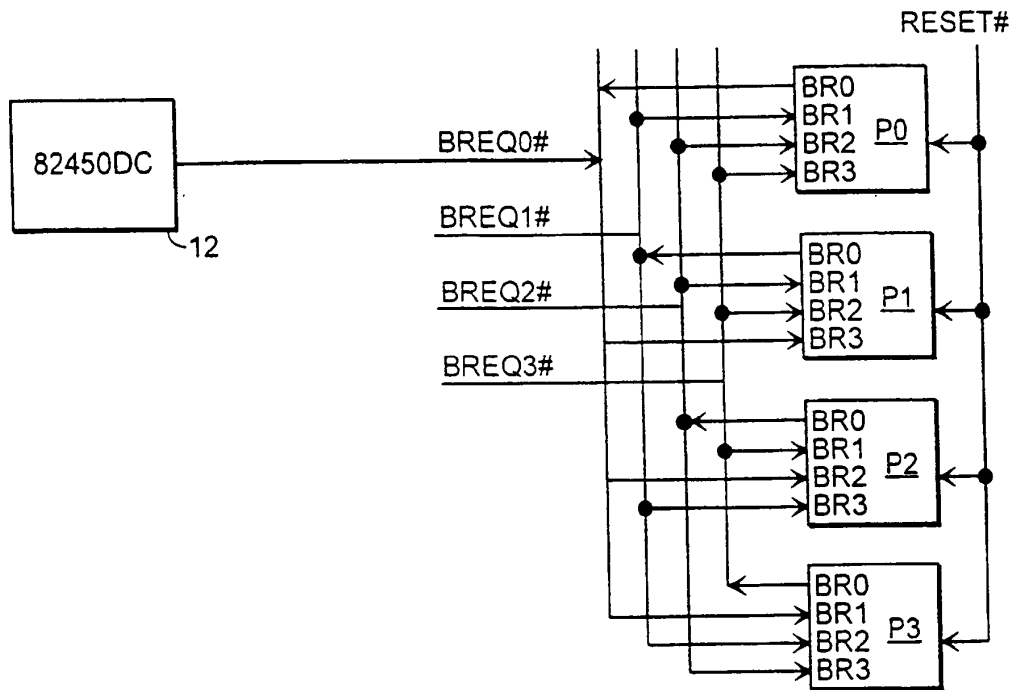 RESET#
82450DC
12
BREQ0#
BREQ1#
BREQ2#
BREQ3#
BR0
BR1
BR2
BR3
P0
BR0
BR1
BR2
BR3
P1
BR0
BR1
BR2
BR3
P2
BR0
BR1
BR2
BR3
P3